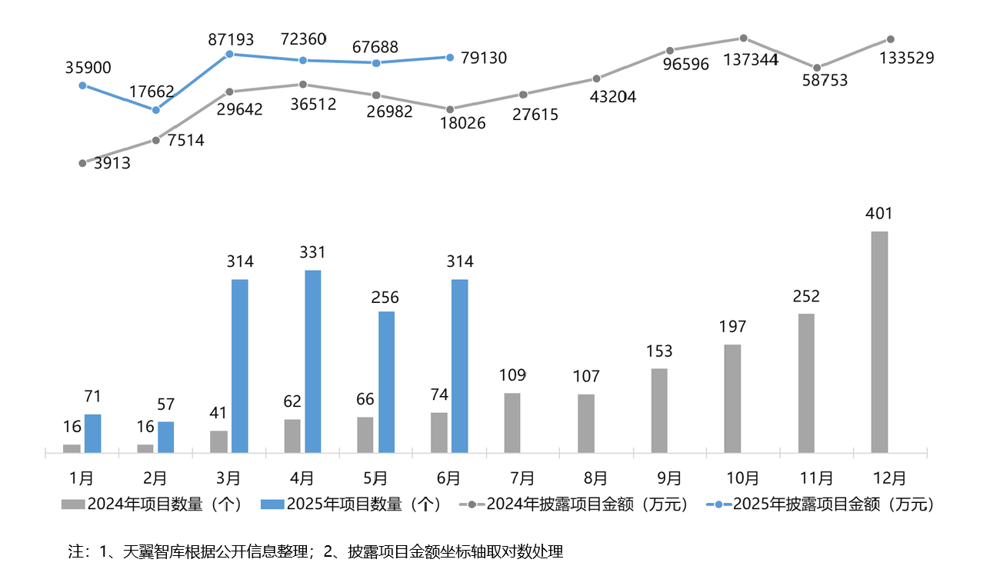 87193 72360 67688 79130 35900 17662
137344 133529 96596 58753
43204 29642 36512 26982 18026 27615
7514
3913
401
314 331 314
256 252
197
153
109 107
71 57 62 66 74
16 16 41
1月 2月 3月 4月 5月 6月 7月 8月 9月 10月 11月 12月
2024年项目数量（个） 2025年项目数量（个） 2024年披露项目金额（万元） 2025年披露项目金额（万元）
注：1、天翼智库根据公开信息整理；2、披露项目金额坐标轴取对数处理